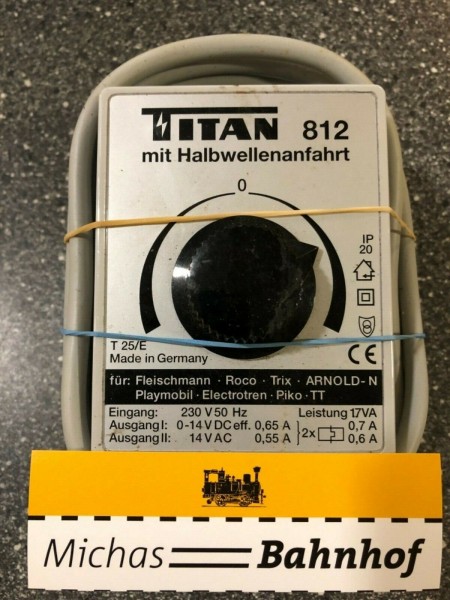 TITAN 812
mit Halbwellenanfahrt
0
IP
20
T 25/E
Made in Germany
CE
für: Fleischmann · Roco · Trix · ARNOLD-N
Playmobil · Electrotren · Piko · TT
Eingang: 230 V 50 Hz Leistung 17VA
Ausgang I: 0-14 V DC eff. 0,65 A 2x 0,7 A
Ausgang II: 14 V AC 0,55 A 0,6 A
Michas Bahnhof